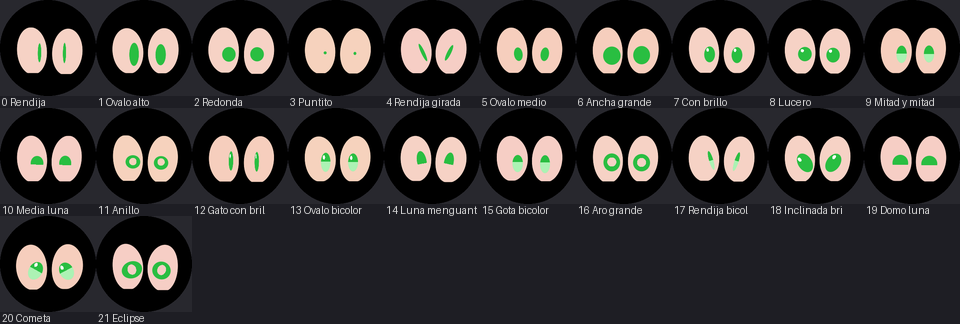 0 Rendija
1 Ovalo alto
2 Redonda
3 Puntito
4 Rendija girada
5 Ovalo medio
6 Ancha grande
7 Con brillo
8 Lucero
9 Mitad y mitad
10 Media luna
11 Anillo
12 Gato con bril
13 Ovalo bicolor
14 Luna menguant
15 Gota bicolor
16 Aro grande
17 Rendija bicol
18 Inclinada bri
19 Domo luna
20 Cometa
21 Eclipse